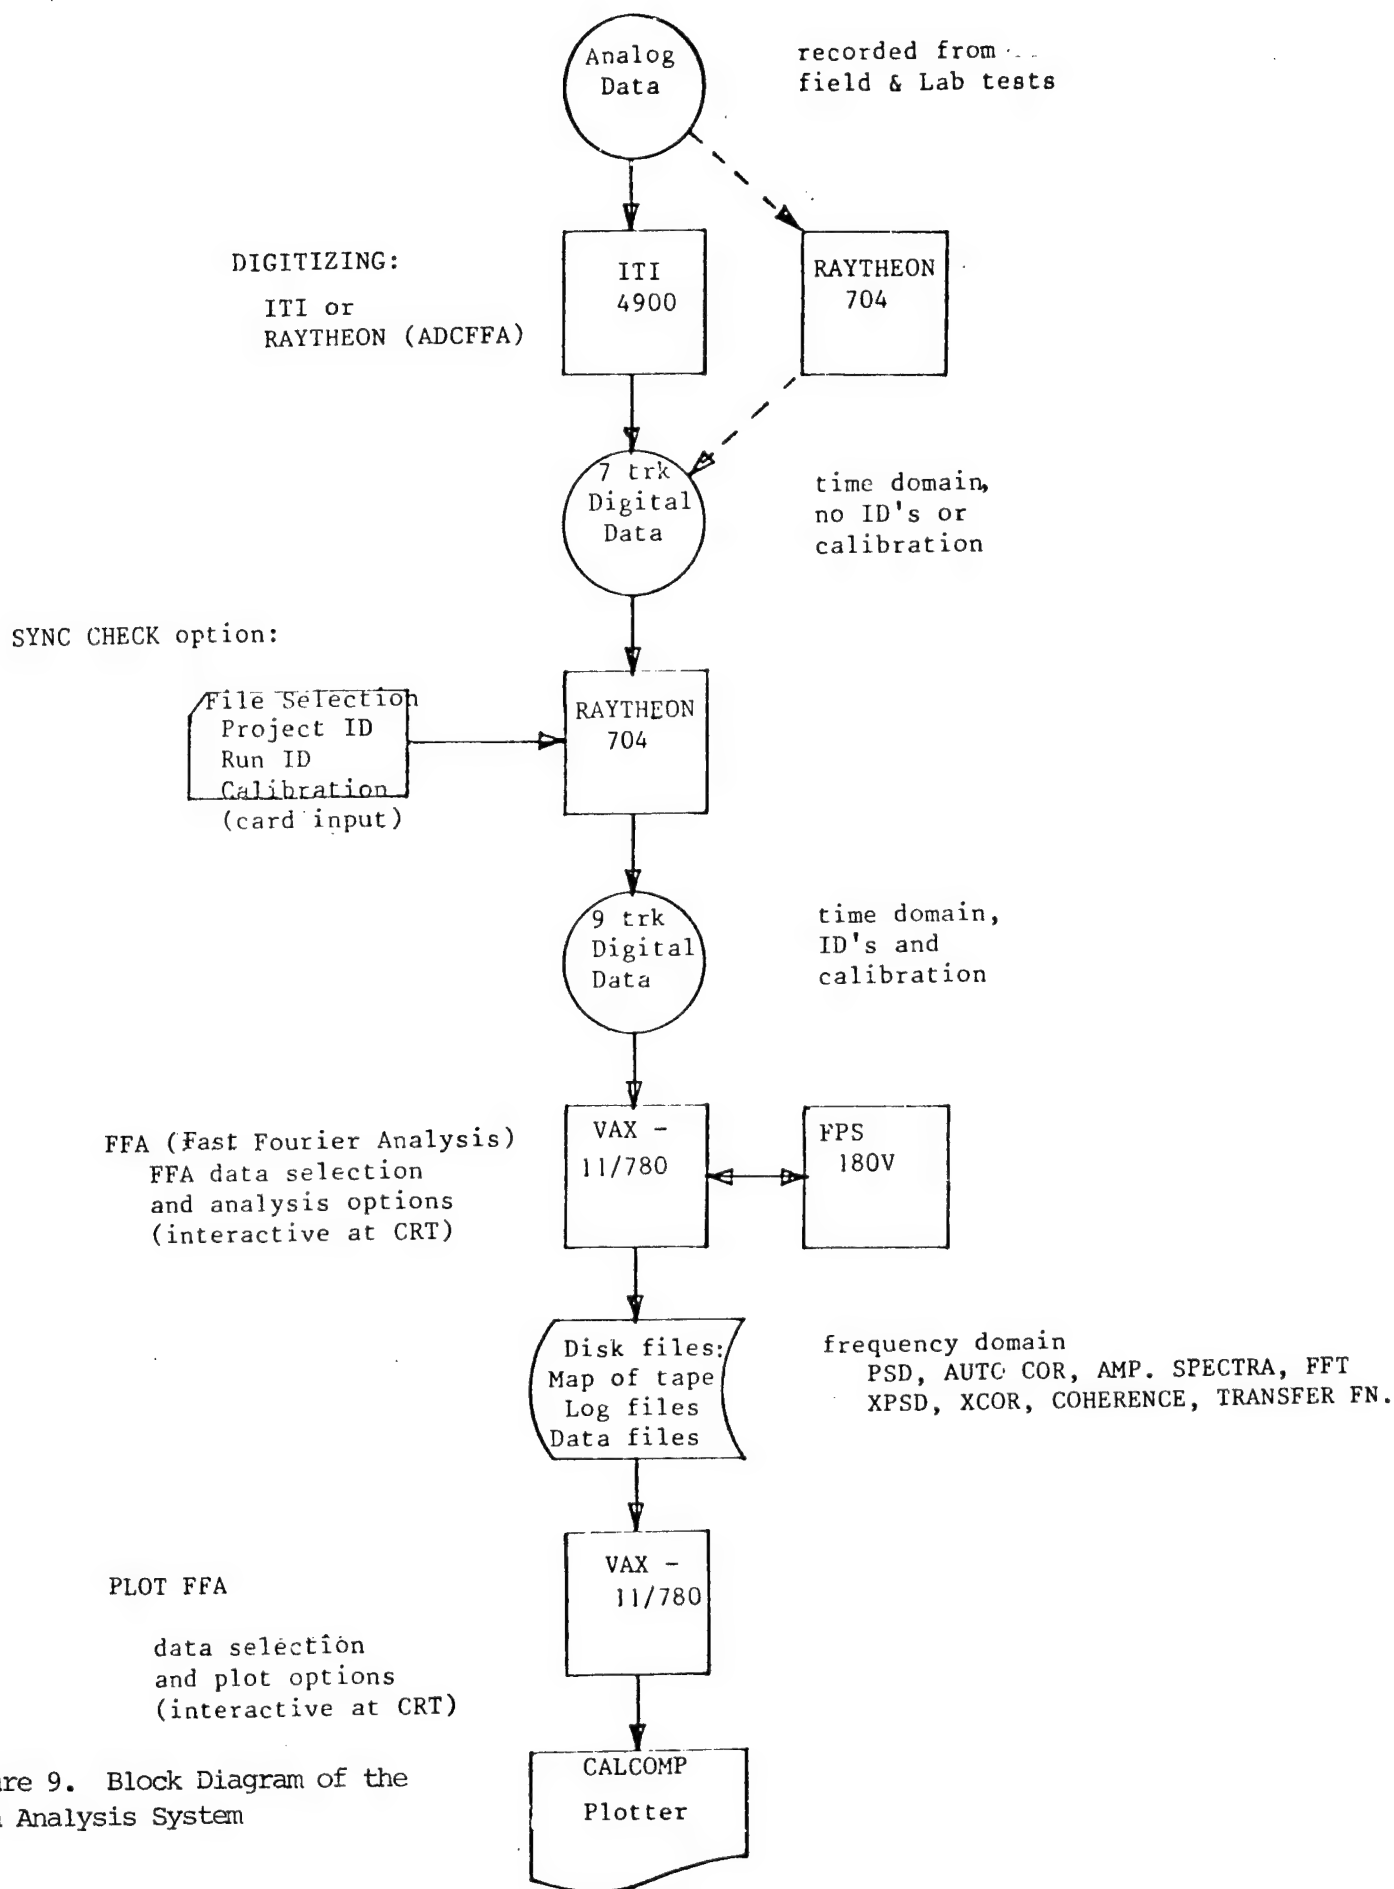 Analog
Data
recorded from
field & Lab tests
DIGITIZING:
ITI or
RAYTHEON (ADCFFA)
ITI
4900
RAYTHEON
704
7 trk
Digital
Data
time domain,
no ID's or
calibration
SYNC CHECK option:
File Selection
Project ID
Run ID
Calibration
(card input)
RAYTHEON
704
9 trk
Digital
Data
time domain,
ID's and
calibration
FFA (Fast Fourier Analysis)
FFA data selection
and analysis options
(interactive at CRT)
VAX -
11/780
FPS
180V
Disk files:
Map of tape
Log files
Data files
frequency domain
PSD, AUTO COR, AMP. SPECTRA, FFT
XPSD, XCOR, COHERENCE, TRANSFER FN.
PLOT FFA
data selection
and plot options
(interactive at CRT)
VAX -
11/780
CALCOMP
Plotter
re 9. Block Diagram of the
Analysis System